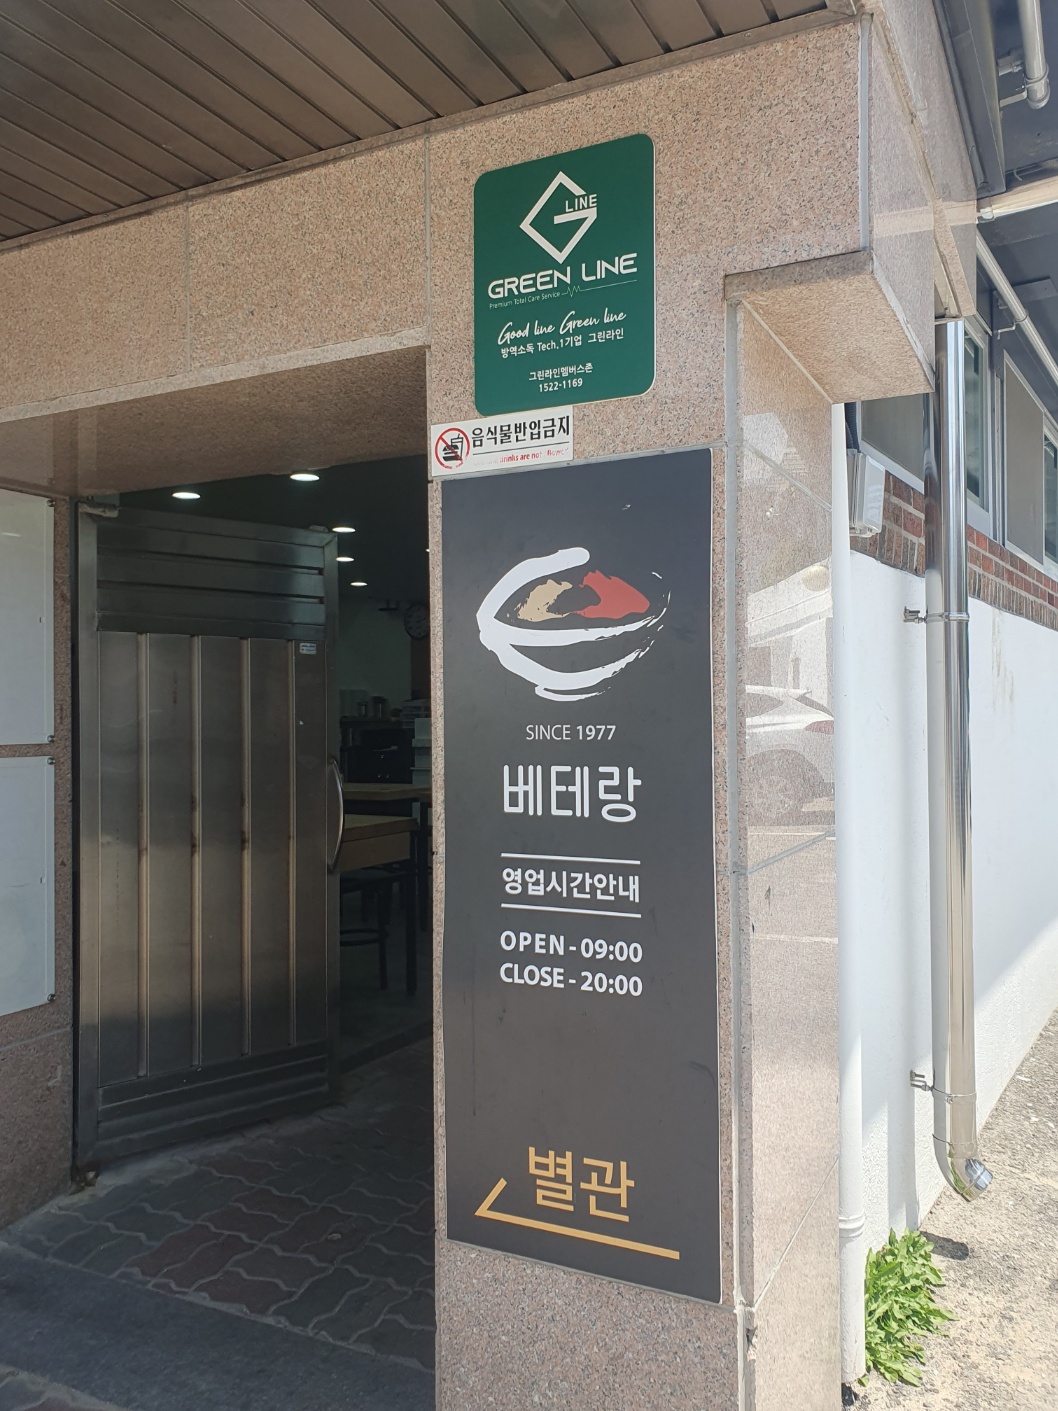 LINE
GREEN LINE
Premium Total Care Service
Good line Green line
방역소독 Tech.1기업 그린라인
그린라인멤버스존
1522-1169
음식물반입금지
drinks are not
SINCE 1977
베테랑
영업시간안내
OPEN - 09:00
CLOSE - 20:00
별관